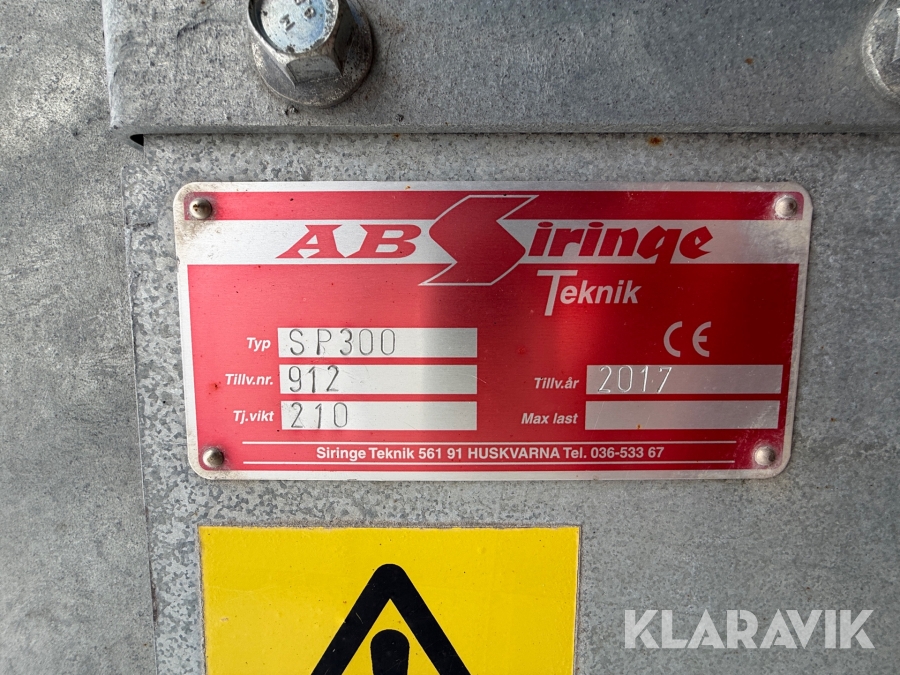 AB Siringe
Teknik
Typ SP300
Tillv.nr. 912 Tillv.år 2017
Tj.vikt 210 Max last
CE
Siringe Teknik 561 91 HUSKVARNA Tel. 036-533 67
KLARAVIK